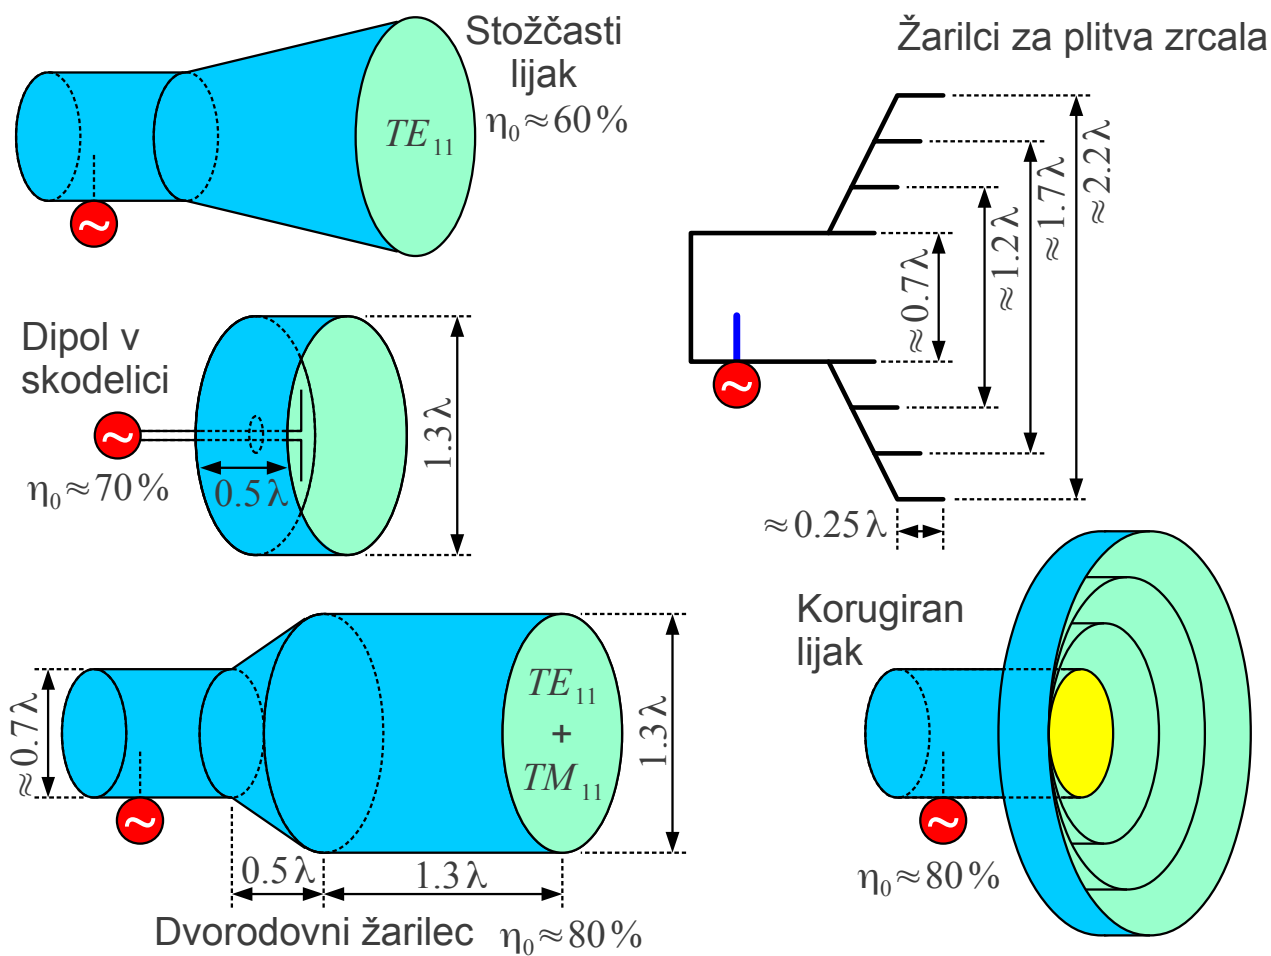 Stožčasti
lijak
η₀≈60%
TE₁₁
Žarilci za plitva zrcala
≈0.7λ
≈1.2λ
≈1.7λ
≈2.2λ
≈0.25λ
Dipol v
skodelici
η₀≈70%
0.5λ
1.3λ
≈0.7λ
TE₁₁
+
TM₁₁
1.3λ
0.5λ
1.3λ
Dvorodovni žarilec
η₀≈80%
Korugiran
lijak
η₀≈80%